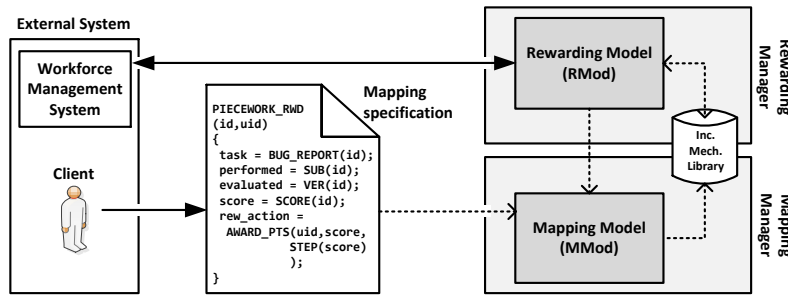 External System
Workforce
Management
System
Client
PIECEWORK_RWD
(id,uid)
{
task = BUG_REPORT(id);
performed = SUB(id);
evaluated = VER(id);
score = SCORE(id);
rew_action =
AWARD_PTS(uid,score,
STEP(score)
);
}
Mapping
specification
Rewarding Model
(RMod)
Rewarding
Manager
Inc.
Mech.
Library
Mapping Model
(MMod)
Mapping
Manager